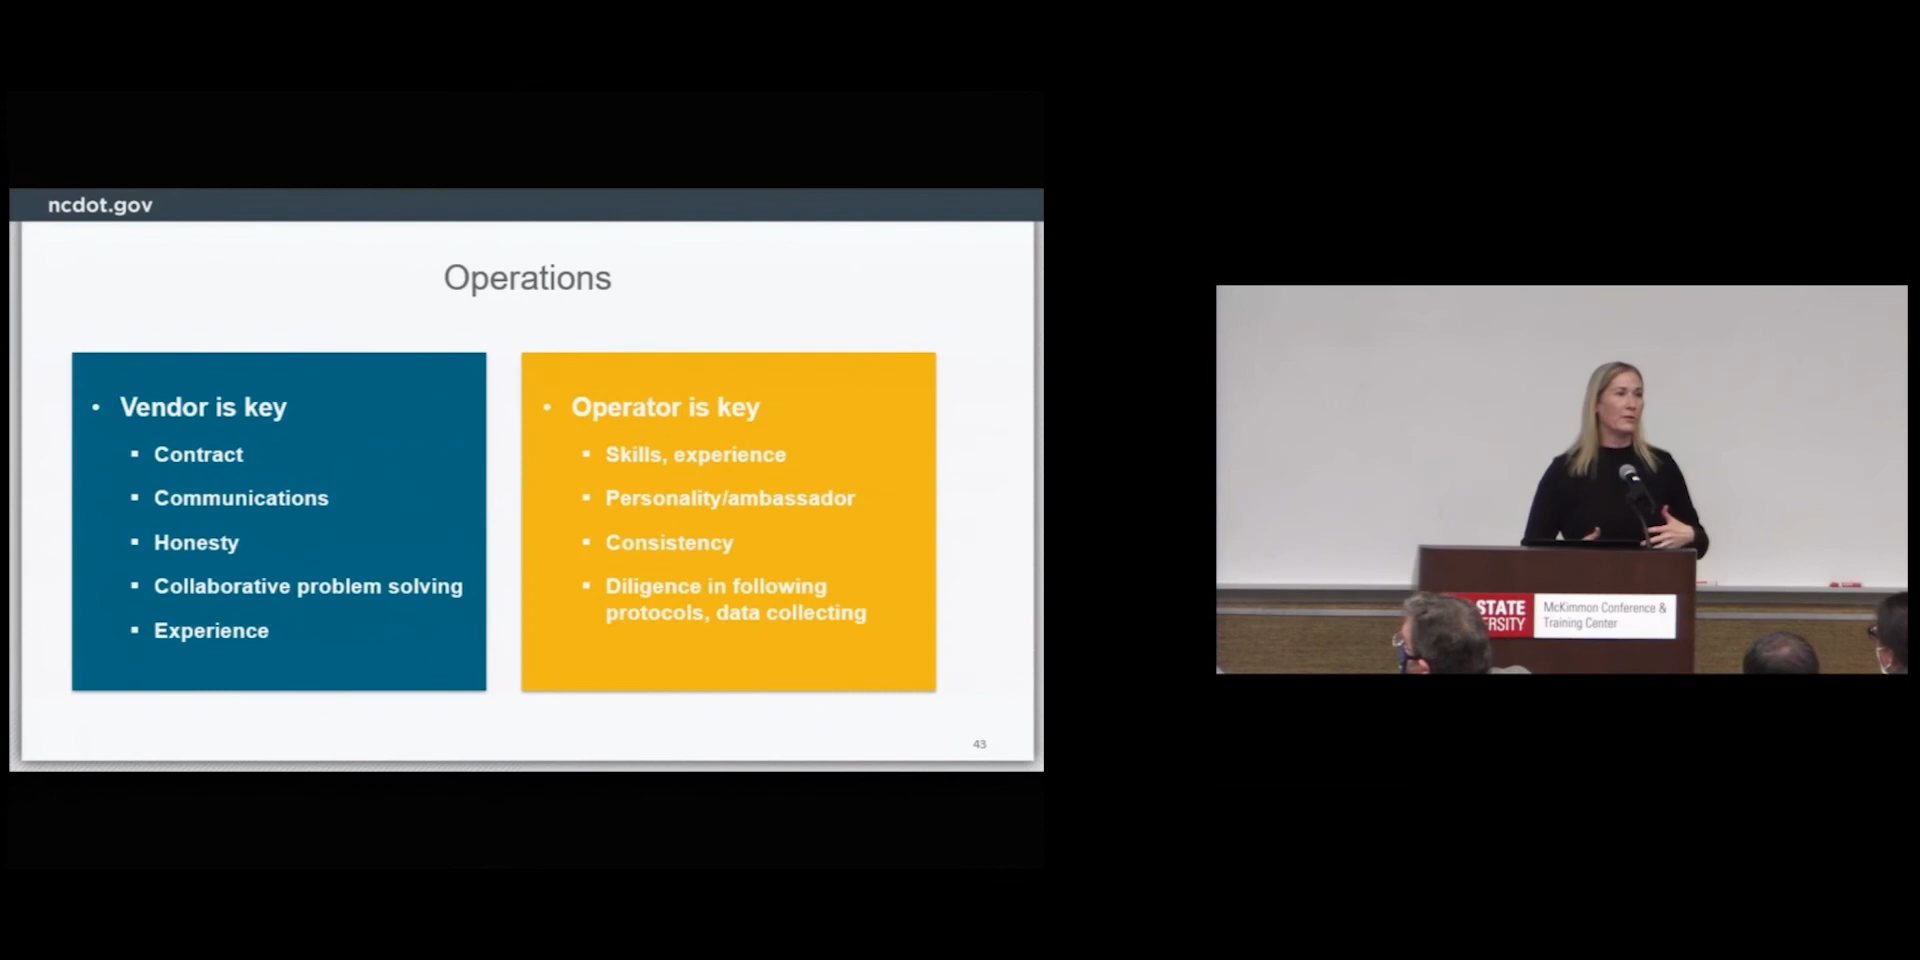 ncdot.gov
Operations
• Vendor is key
▪ Contract
▪ Communications
▪ Honesty
▪ Collaborative problem solving
▪ Experience
• Operator is key
▪ Skills, experience
▪ Personality/ambassador
▪ Consistency
▪ Diligence in following
protocols, data collecting
43
STATE
McKimmon Conference &
Training Center